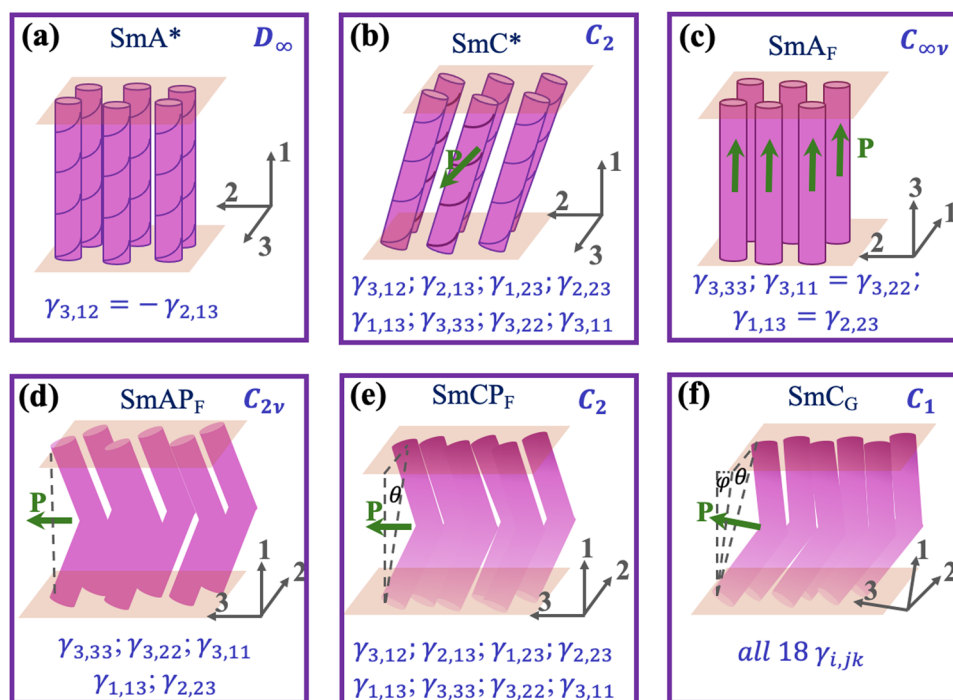 (a) SmA* D∞
1
2
3
γ3,12 = − γ2,13
(b) SmC* C2
P
1
2
3
γ3,12; γ2,13; γ1,23; γ2,23
γ1,13; γ3,33; γ3,22; γ3,11
(c) SmAF C∞v
P
3
1
2
γ3,33; γ3,11 = γ3,22;
γ1,13 = γ2,23
(d) SmAPF C2v
P
1
2
3
γ3,33; γ3,22; γ3,11
γ1,13; γ2,23
(e) SmCPF C2
θ
P
1
2
3
γ3,12; γ2,13; γ1,23; γ2,23
γ1,13; γ3,33; γ3,22; γ3,11
(f) SmCG C1
φ θ
P
1
2
3
all 18 γi,jk